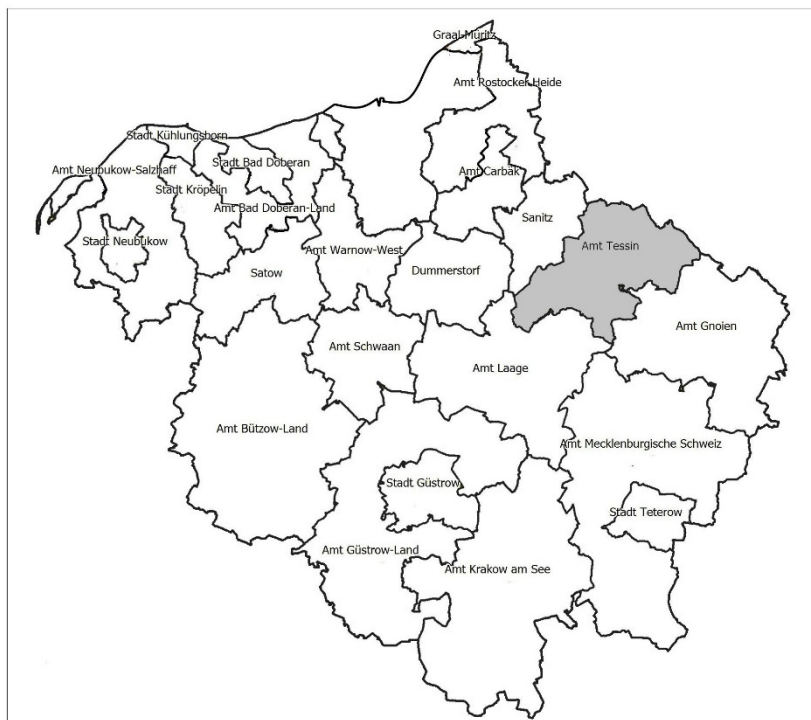 Graal-Müritz
Amt Rostocker Heide
Stadt Kühlungsborn
Stadt Bad Doberan
Amt Neubukow-Salzhaff
Amt Carbäk
Stadt Kröpelin
Amt Bad Doberan-Land
Sanitz
Stadt Neubukow
Amt Warnow-West
Amt Tessin
Satow
Dummerstorf
Amt Gnoien
Amt Schwaan
Amt Laage
Amt Bützow-Land
Amt Mecklenburgische Schweiz
Stadt Güstrow
Stadt Teterow
Amt Güstrow-Land
Amt Krakow am See